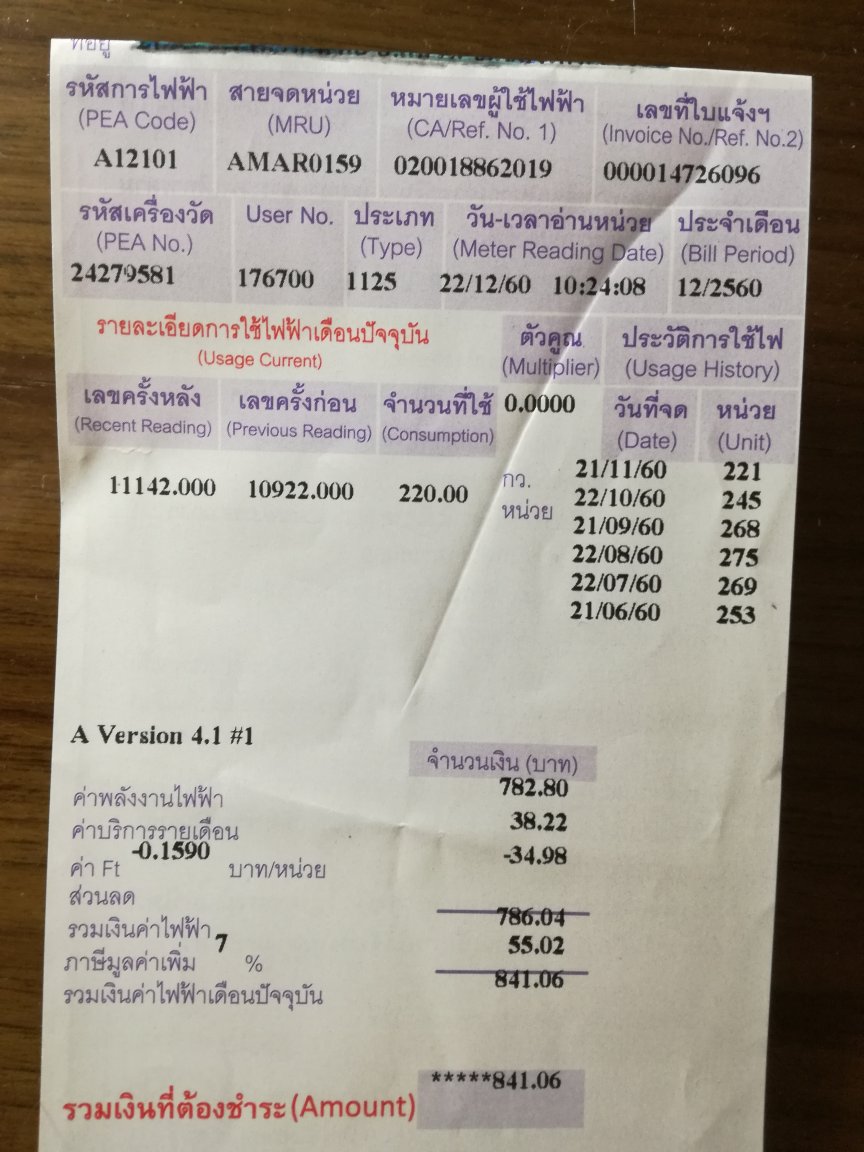 ที่อยู่
รหัสการไฟฟ้า สายจดหน่วย หมายเลขผู้ใช้ไฟฟ้า เลขที่ใบแจ้งฯ
(PEA Code) (MRU) (CA/Ref. No. 1) (Invoice No./Ref. No.2)
A12101 AMAR0159 020018862019 000014726096
รหัสเครื่องวัด User No. ประเภท วัน-เวลาอ่านหน่วย ประจำเดือน
(PEA No.) (Type) (Meter Reading Date) (Bill Period)
24279581 176700 1125 22/12/60 10:24:08 12/2560
รายละเอียดการใช้ไฟฟ้าเดือนปัจจุบัน ตัวคูณ ประวัติการใช้ไฟ
(Usage Current) (Multiplier) (Usage History)
เลขครั้งหลัง เลขครั้งก่อน จำนวนที่ใช้ 0.0000 วันที่จด หน่วย
(Recent Reading) (Previous Reading) (Consumption) (Date) (Unit)
11142.000 10922.000 220.00 กว. 21/11/60 221
หน่วย 22/10/60 245
21/09/60 268
22/08/60 275
22/07/60 269
21/06/60 253
A Version 4.1 #1
จำนวนเงิน (บาท)
ค่าพลังงานไฟฟ้า 782.80
ค่าบริการรายเดือน 38.22
ค่า Ft -0.1590 บาท/หน่วย -34.98
ส่วนลด
รวมเงินค่าไฟฟ้า 786.04
ภาษีมูลค่าเพิ่ม 7 % 55.02
รวมเงินค่าไฟฟ้าเดือนปัจจุบัน 841.06
รวมเงินที่ต้องชำระ(Amount) *****841.06